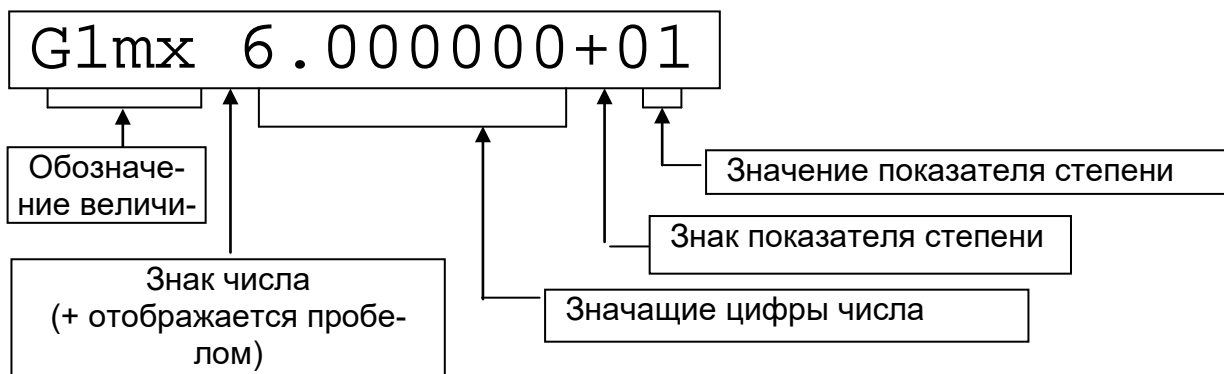 G1mx 6.000000+01
Обозначе-
ние величи-
Значение показателя степени
Знак показателя степени
Знак числа
(+ отображается пробе-
лом)
Значащие цифры числа